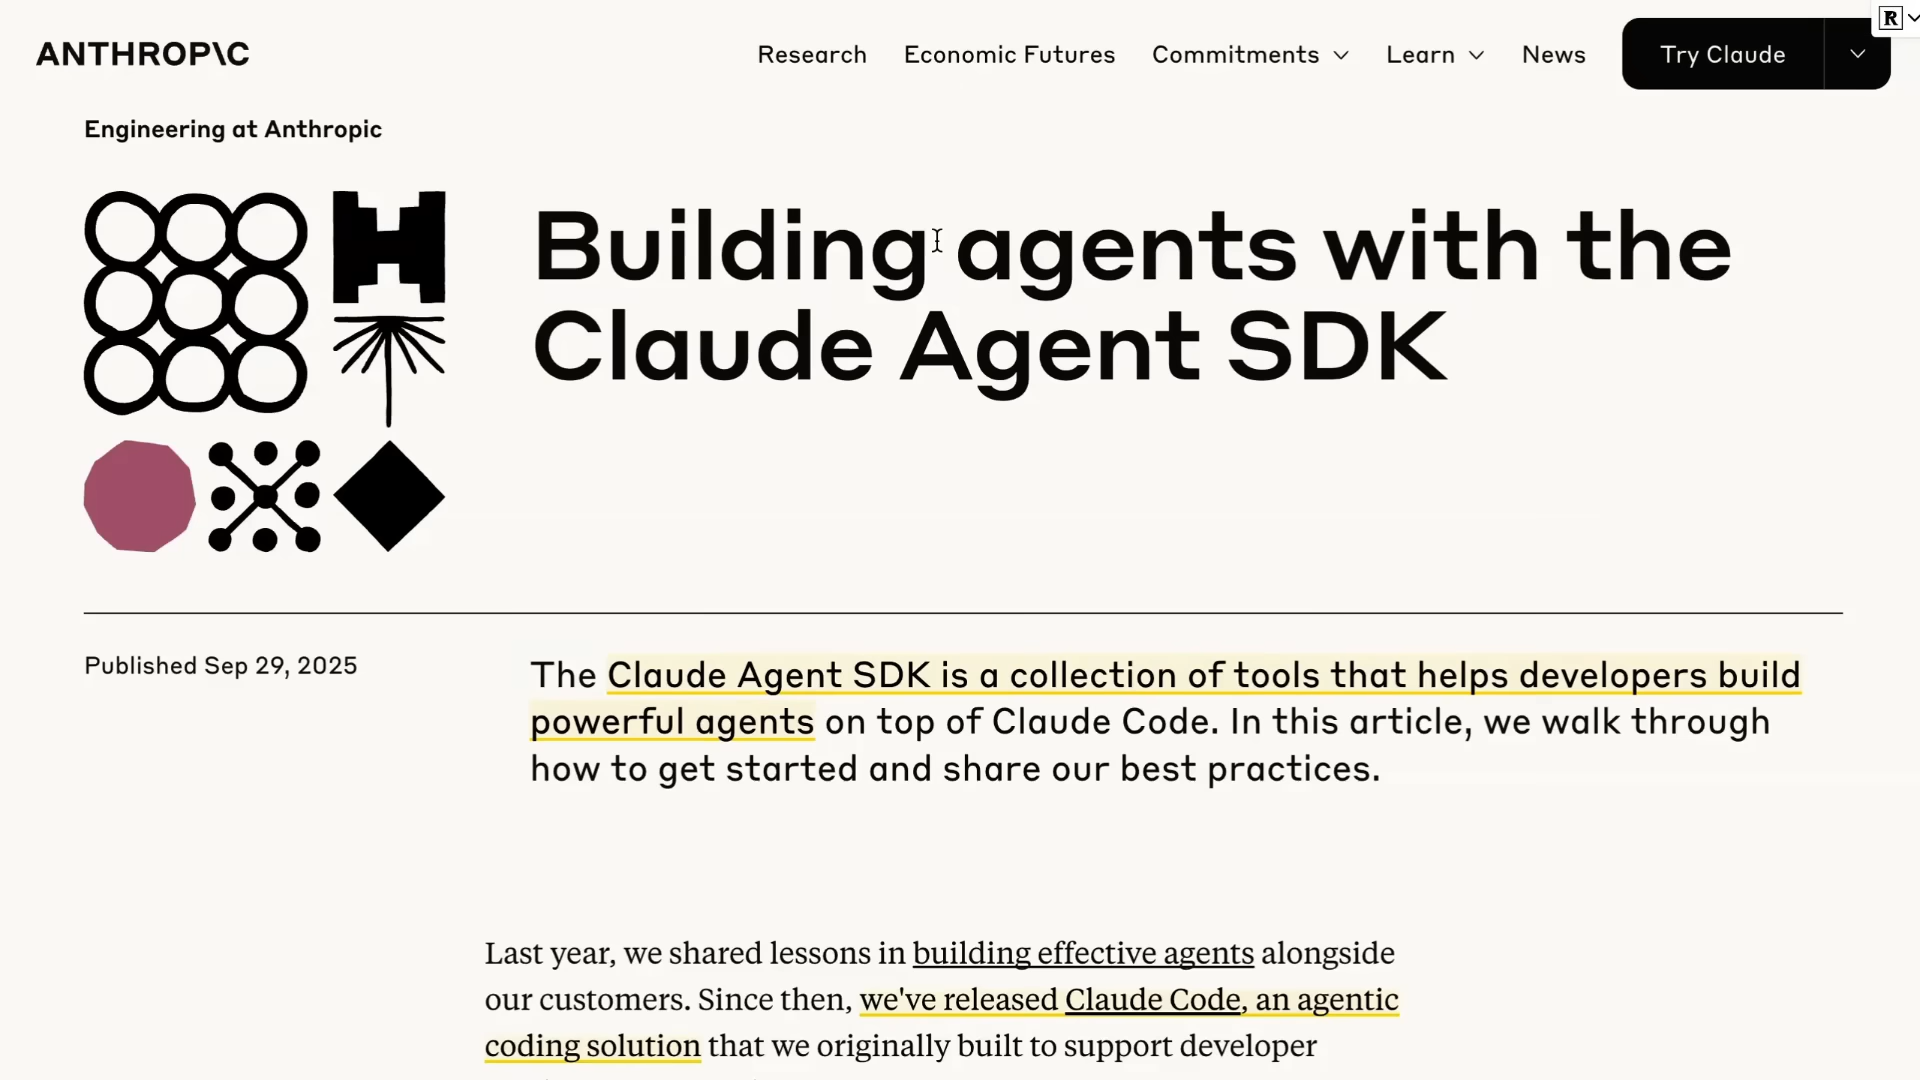 ANTHROP\C
Research Economic Futures Commitments Learn News Try Claude
R
Engineering at Anthropic
Building agents with the
Claude Agent SDK
Published Sep 29, 2025
The Claude Agent SDK is a collection of tools that helps developers build
powerful agents on top of Claude Code. In this article, we walk through
how to get started and share our best practices.
Last year, we shared lessons in building effective agents alongside
our customers. Since then, we've released Claude Code, an agentic
coding solution that we originally built to support developer